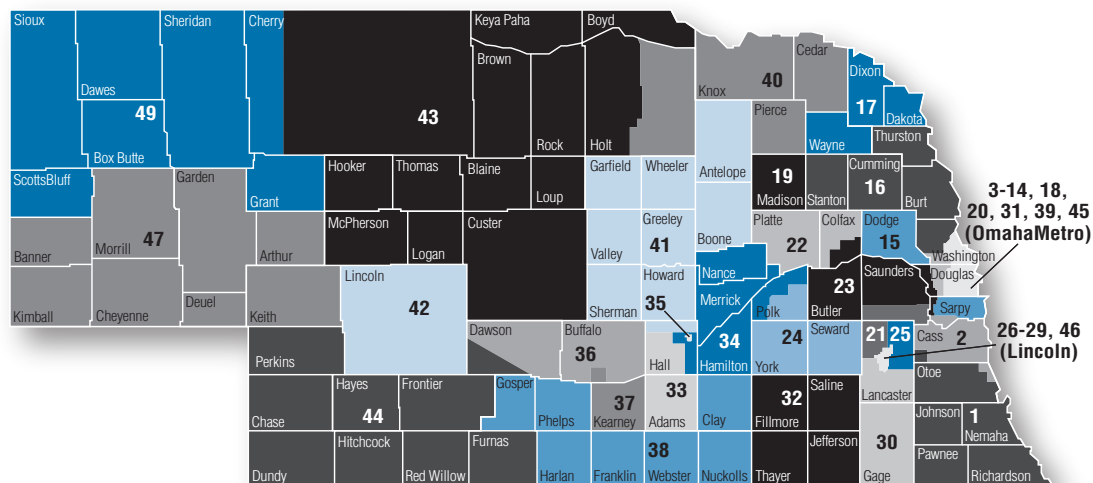 Sioux
Sheridan
Cherry
Keya Paha
Boyd
Cedar
Dawes
49
43
Brown
Knox
40
Dixon
17
Dakota
Pierce
Wayne
Thurston
Box Butte
Rock
Holt
ScottsBluff
Garden
Grant
Hooker
Thomas
Blaine
Loup
Garfield
Wheeler
Antelope
19
Madison
Stanton
Cumming
16
Burt
3-14, 18,
20, 31, 39, 45
(OmahaMetro)
Banner
Morrill
47
Arthur
McPherson
Logan
Custer
Valley
Greeley
41
Boone
Platte
22
Colfax
Dodge
15
Washington
Douglas
Kimball
Cheyenne
Deuel
Keith
Lincoln
42
Sherman
Howard
35
Nance
Merrick
34
Hamilton
Polk
Butler
23
Saunders
Sarpy
Perkins
Dawson
Buffalo
36
Hall
24
York
Seward
21
25
Cass
2
26-29, 46
(Lincoln)
Otoe
Lancaster
Chase
Hayes
44
Frontier
Gosper
Phelps
37
Kearney
33
Adams
Clay
32
Fillmore
Saline
Johnson
1
Nemaha
Dundy
Hitchcock
Red Willow
Furnas
Harlan
Franklin
38
Webster
Nuckolls
Thayer
Jefferson
30
Gage
Pawnee
Richardson